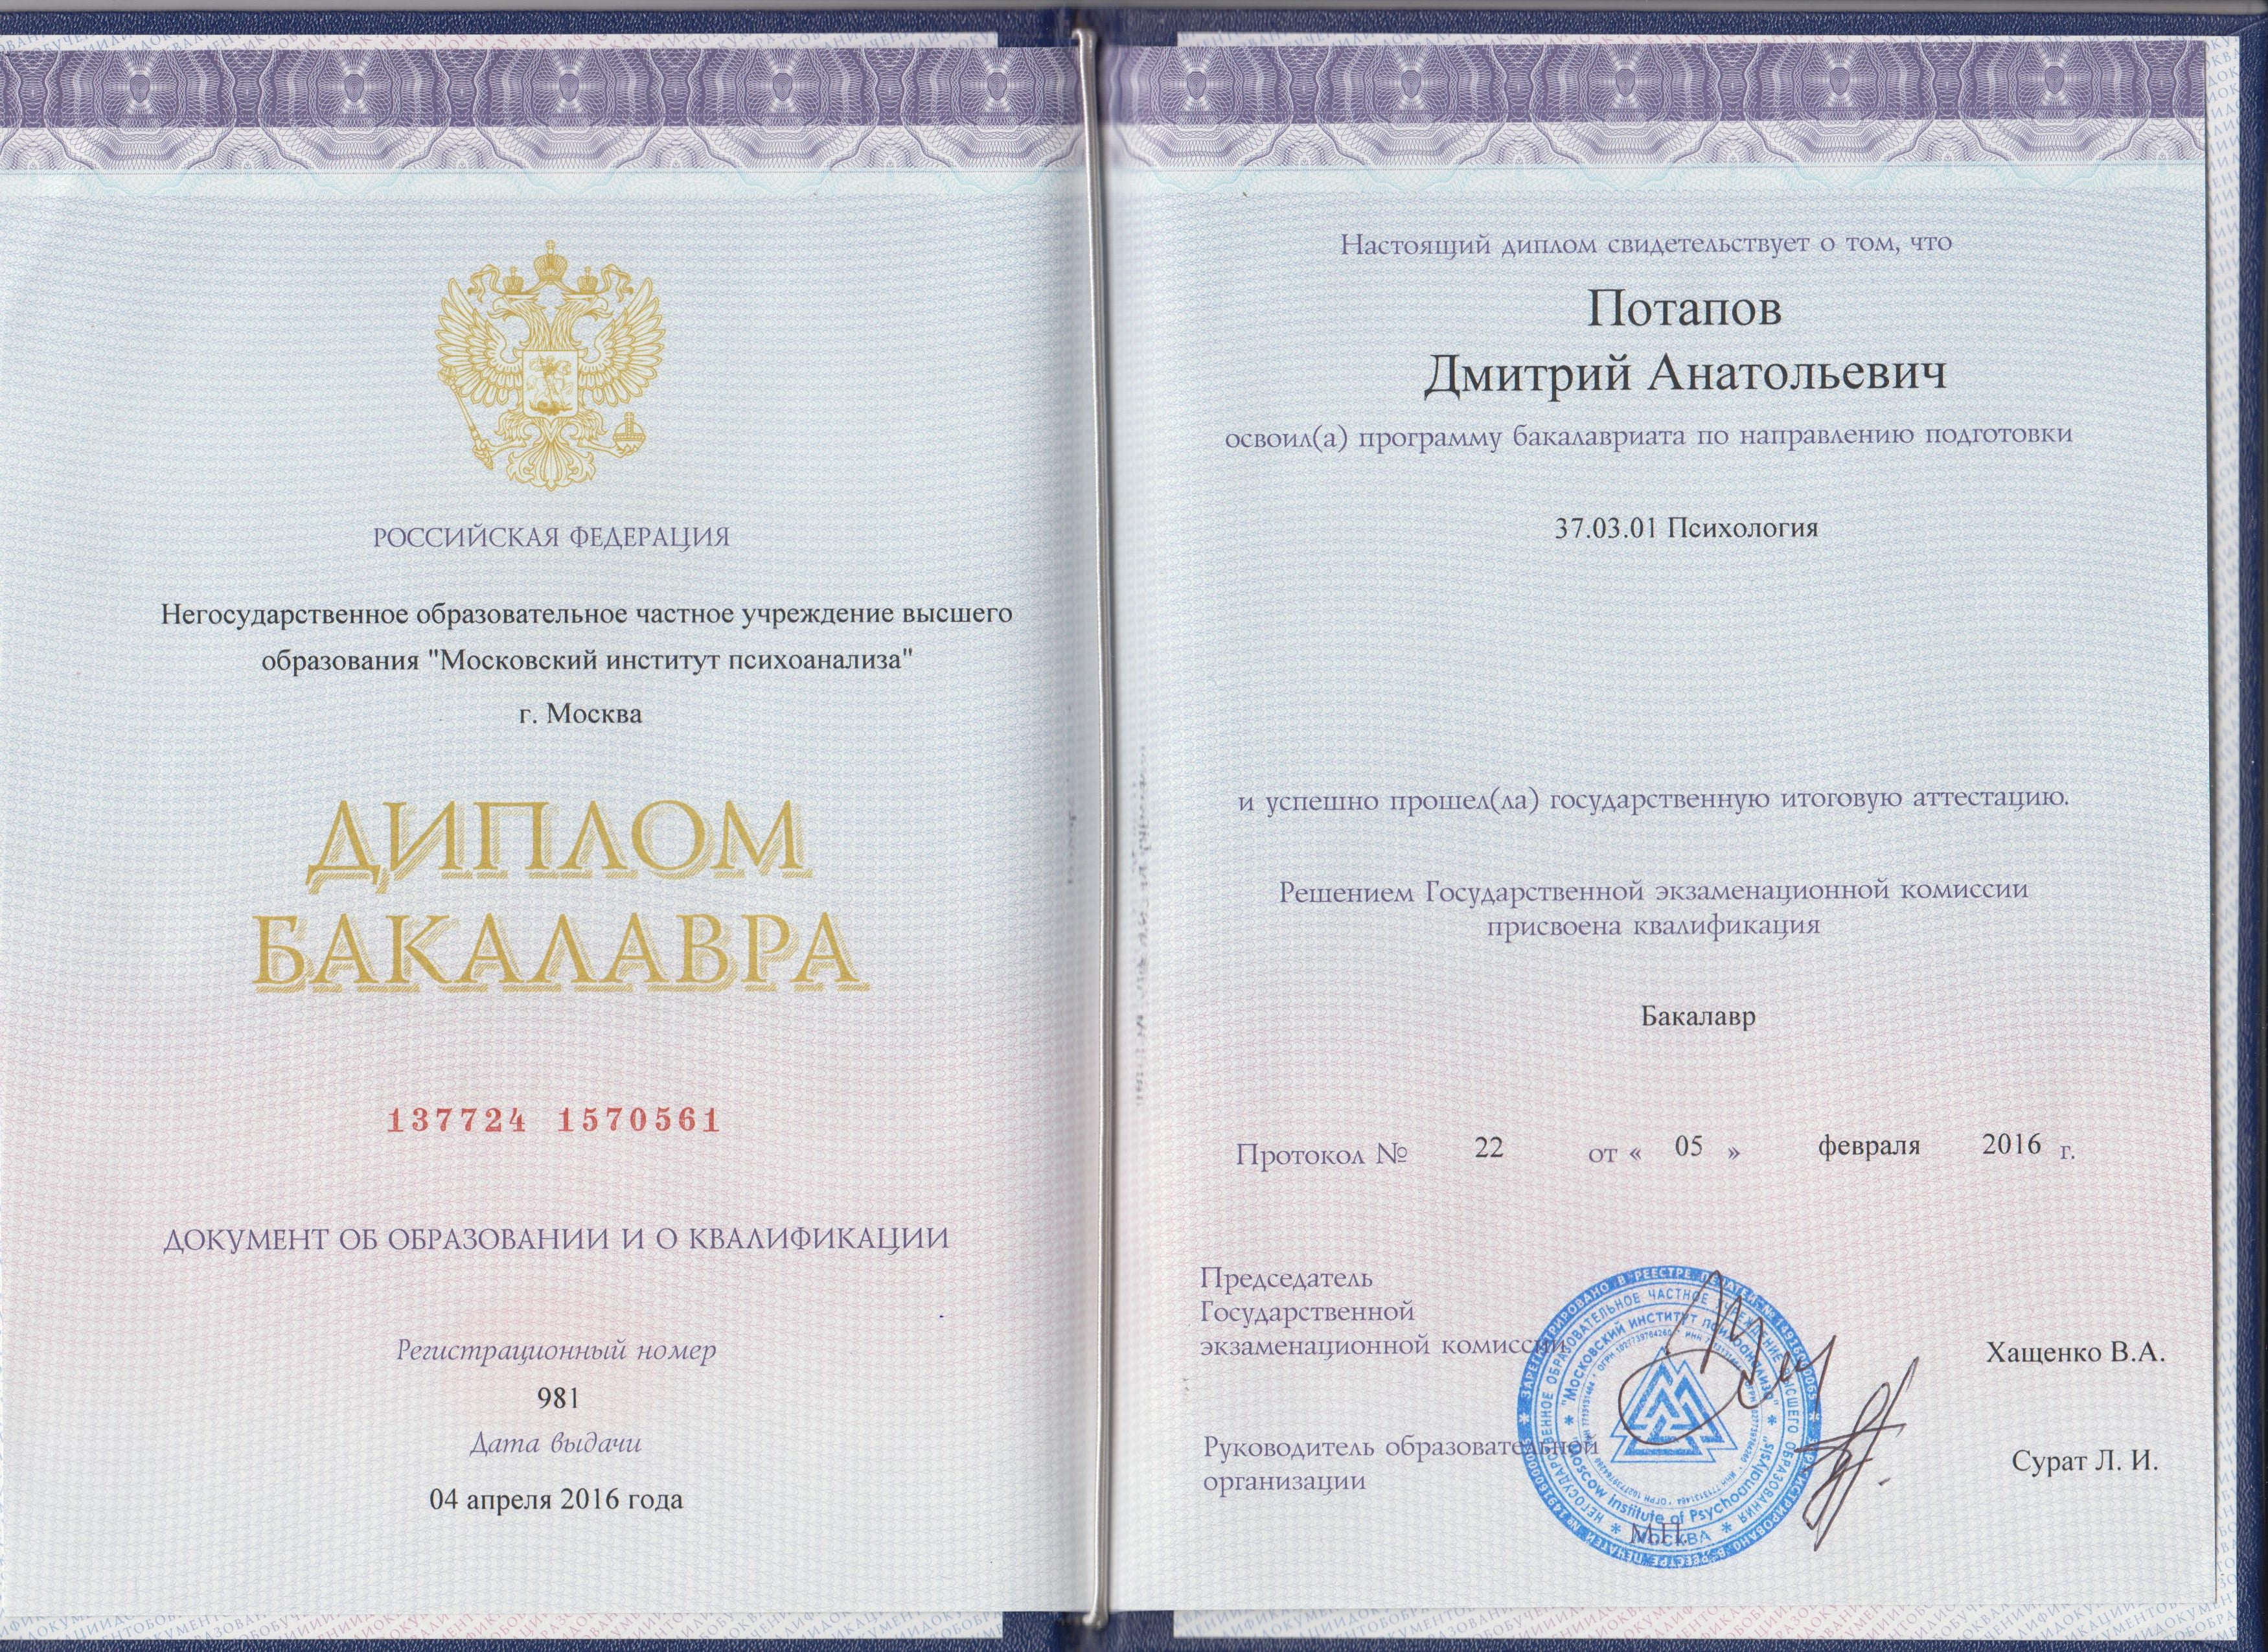 РОССИЙСКАЯ ФЕДЕРАЦИЯ
Негосударственное образовательное частное учреждение высшего
образования "Московский институт психоанализа"
г. Москва
ДИПЛОМ
БАКАЛАВРА
137724 1570561
ДОКУМЕНТ ОБ ОБРАЗОВАНИИ И О КВАЛИФИКАЦИИ
Регистрационный номер
981
Дата выдачи
04 апреля 2016 года
Настоящий диплом свидетельствует о том, что
Потапов
Дмитрий Анатольевич
освоил(а) программу бакалавриата по направлению подготовки
37.03.01 Психология
и успешно прошел(ла) государственную итоговую аттестацию.
Решением Государственной экзаменационной комиссии
присвоена квалификация
Бакалавр
Протокол № 22 от « 05 » февраля 2016 г.
Председатель
Государственной
экзаменационной комиссии
Хащенко В.А.
Руководитель образовательной
организации
Сурат Л. И.
М.П.
ЗАРЕГИСТРИРОВАНО В РЕЕСТРЕ ПЕЧАТЕЙ
НЕГОСУДАРСТВЕННОЕ ОБРАЗОВАТЕЛЬНОЕ ЧАСТНОЕ УЧРЕЖДЕНИЕ ВЫСШЕГО ОБРАЗОВАНИЯ
"МОСКОВСКИЙ ИНСТИТУТ ПСИХОАНАЛИЗА"
"Moscow Institute of Psychoanalysis"
МОСКВА